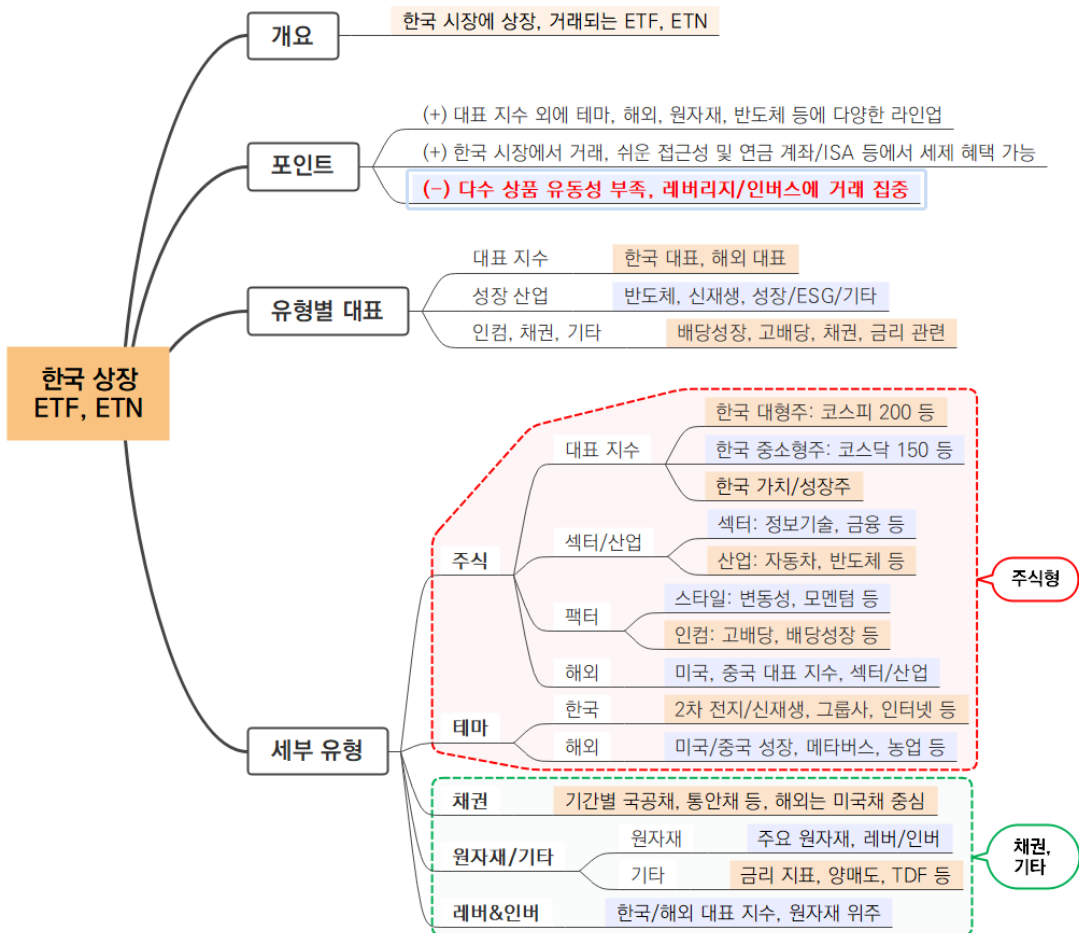 개요
한국 시장에 상장, 거래되는 ETF, ETN
포인트
(+) 대표 지수 외에 테마, 해외, 원자재, 반도체 등에 다양한 라인업
(+) 한국 시장에서 거래, 쉬운 접근성 및 연금 계좌/ISA 등에서 세제 혜택 가능
(−) 다수 상품 유동성 부족, 레버리지/인버스에 거래 집중
유형별 대표
대표 지수 한국 대표, 해외 대표
성장 산업 반도체, 신재생, 성장/ESG/기타
인컴, 채권, 기타 배당성장, 고배당, 채권, 금리 관련
한국 상장
ETF, ETN
세부 유형
주식
대표 지수
한국 대형주: 코스피 200 등
한국 중소형주: 코스닥 150 등
한국 가치/성장주
섹터/산업
섹터: 정보기술, 금융 등
산업: 자동차, 반도체 등
팩터
스타일: 변동성, 모멘텀 등
인컴: 고배당, 배당성장 등
해외 미국, 중국 대표 지수, 섹터/산업
테마
한국 2차 전지/신재생, 그룹사, 인터넷 등
해외 미국/중국 성장, 메타버스, 농업 등
주식형
채권 기간별 국공채, 통안채 등, 해외는 미국채 중심
원자재/기타
원자재 주요 원자재, 레버/인버
기타 금리 지표, 양매도, TDF 등
레버&인버 한국/해외 대표 지수, 원자재 위주
채권,
기타